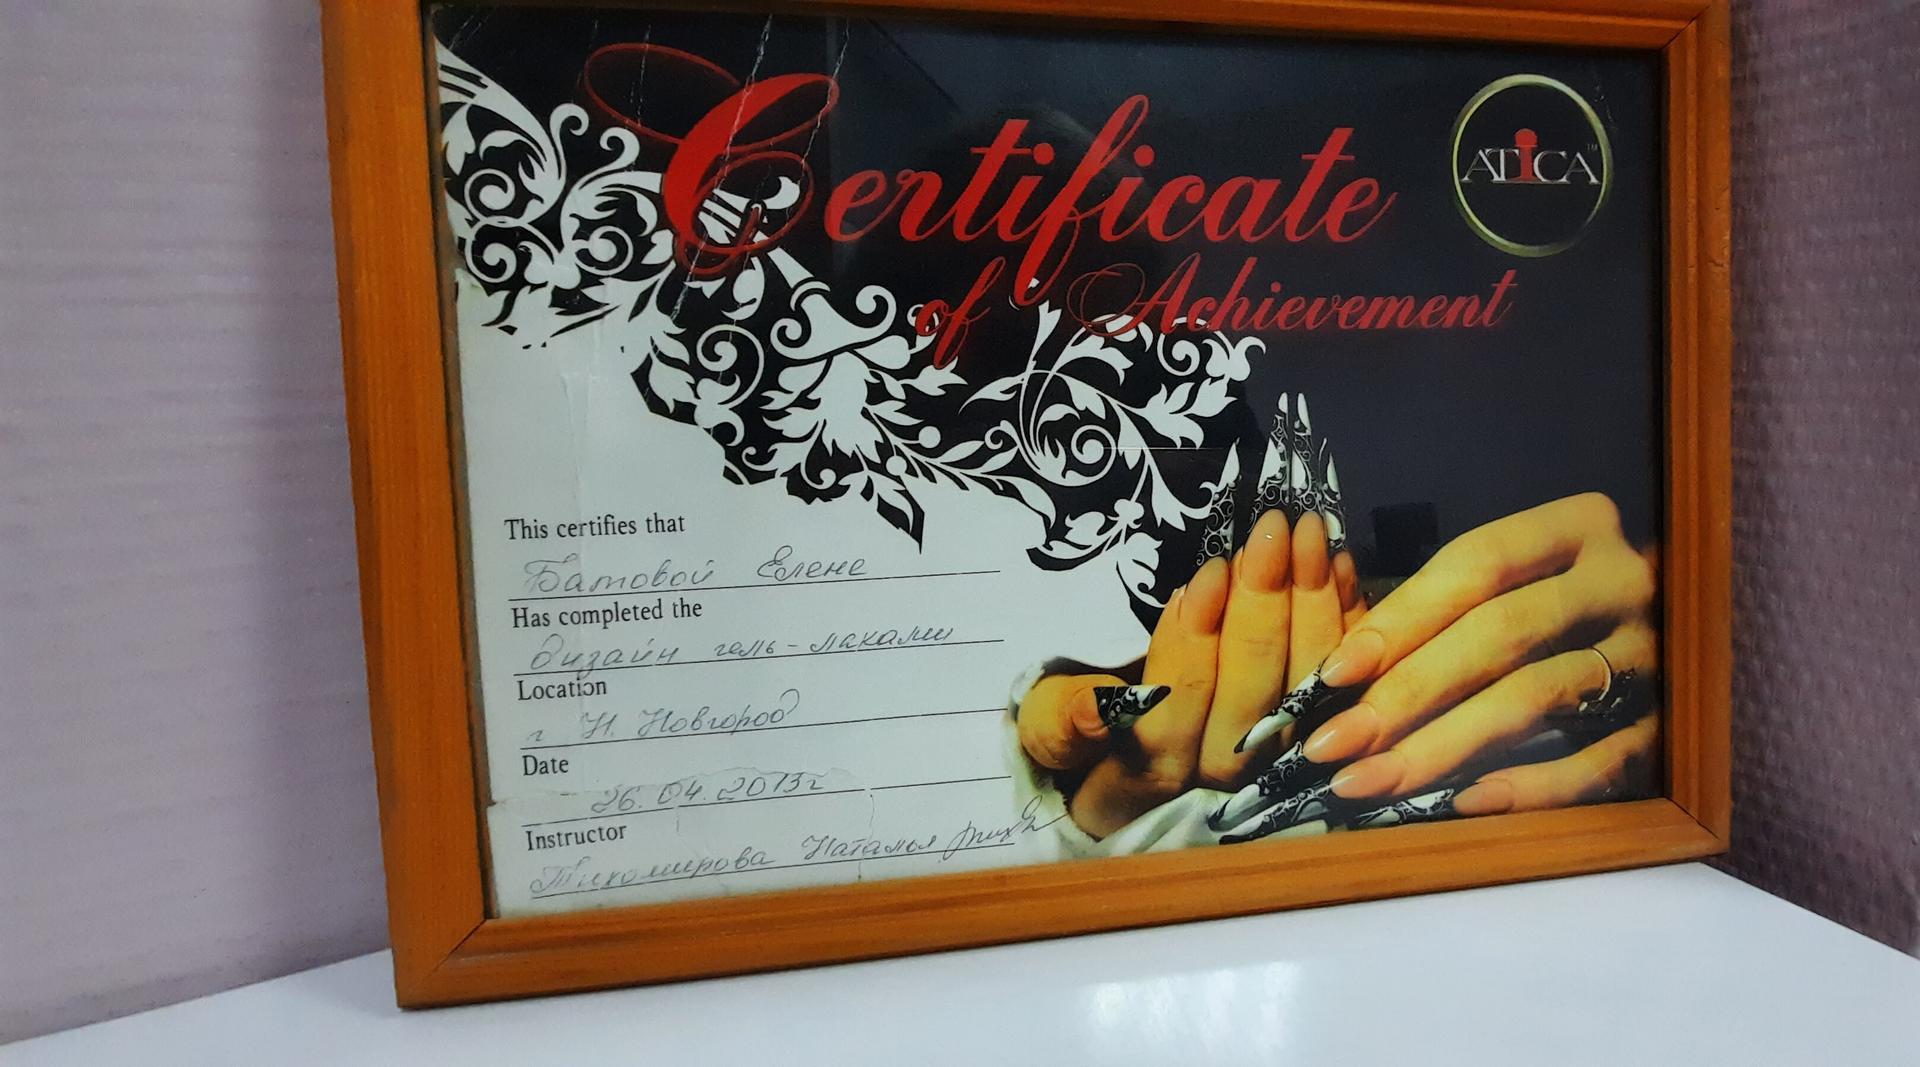 Certificate
of Achievement
ATiCA™
This certifies that
Батовой Елене
Has completed the
дизайн гель-лаками
Location
г Н. Новгород
Date
26.04.2013г
Instructor
Тихомирова Наталья